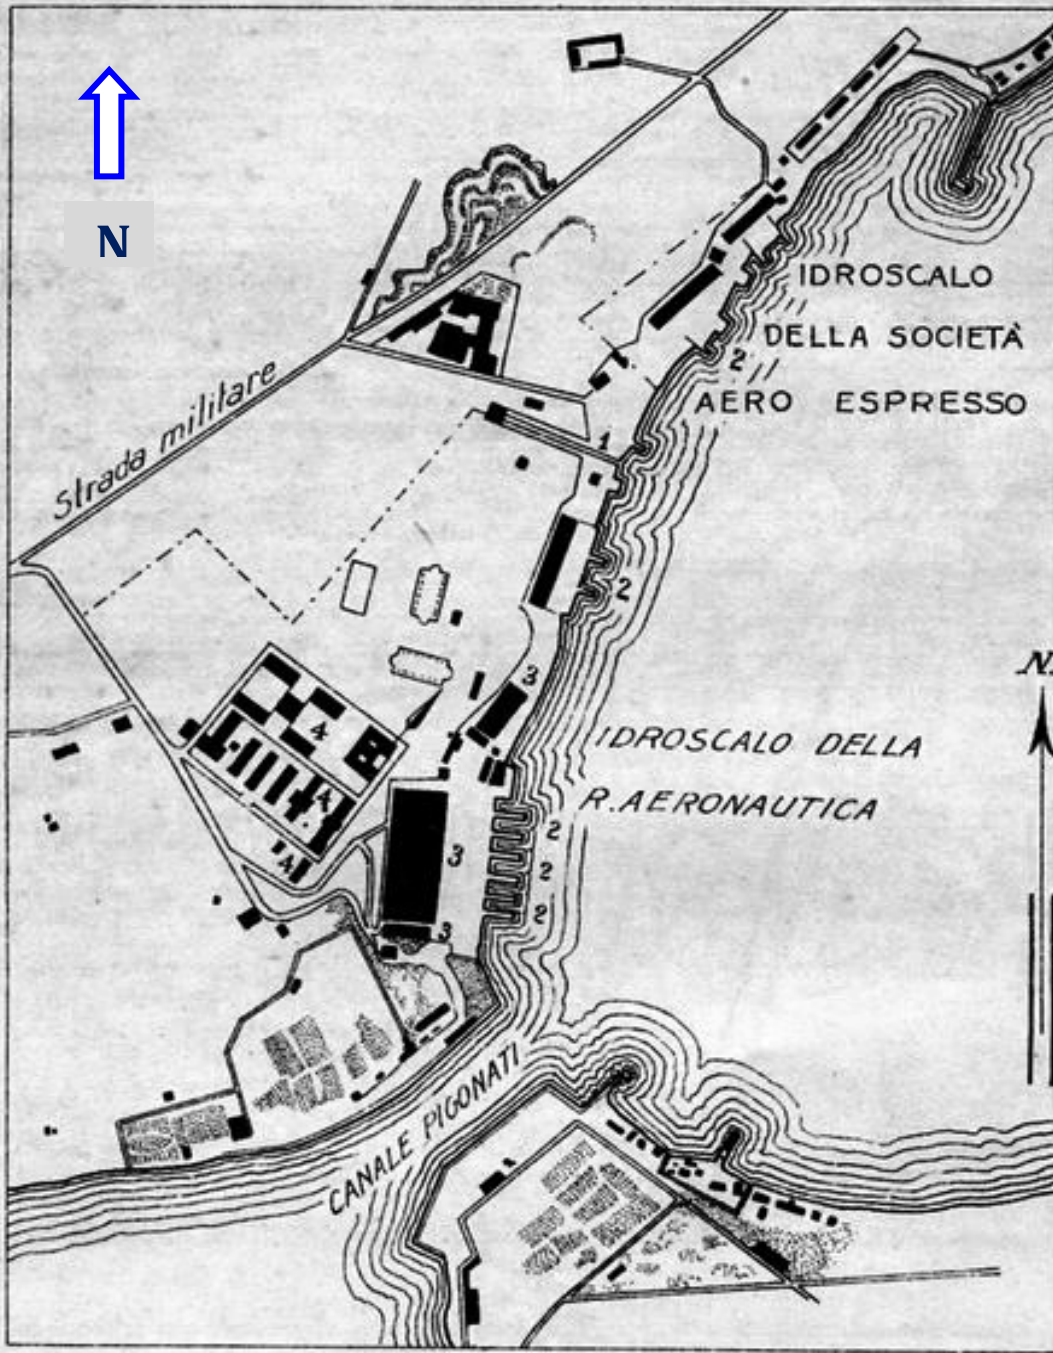 N
IDROSCALO
DELLA SOCIETÀ
2
AERO ESPRESSO
Strada militare
1
2
N.
3
4
IDROSCALO DELLA
R. AERONAUTICA
4
2
3
2
4
2
3
CANALE PIGONATI